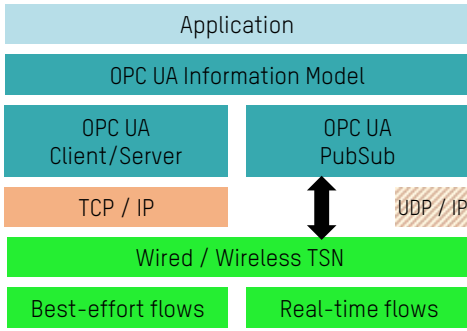 Application
OPC UA Information Model
OPC UA
Client/Server
OPC UA
PubSub
TCP / IP
UDP / IP
Wired / Wireless TSN
Best-effort flows
Real-time flows